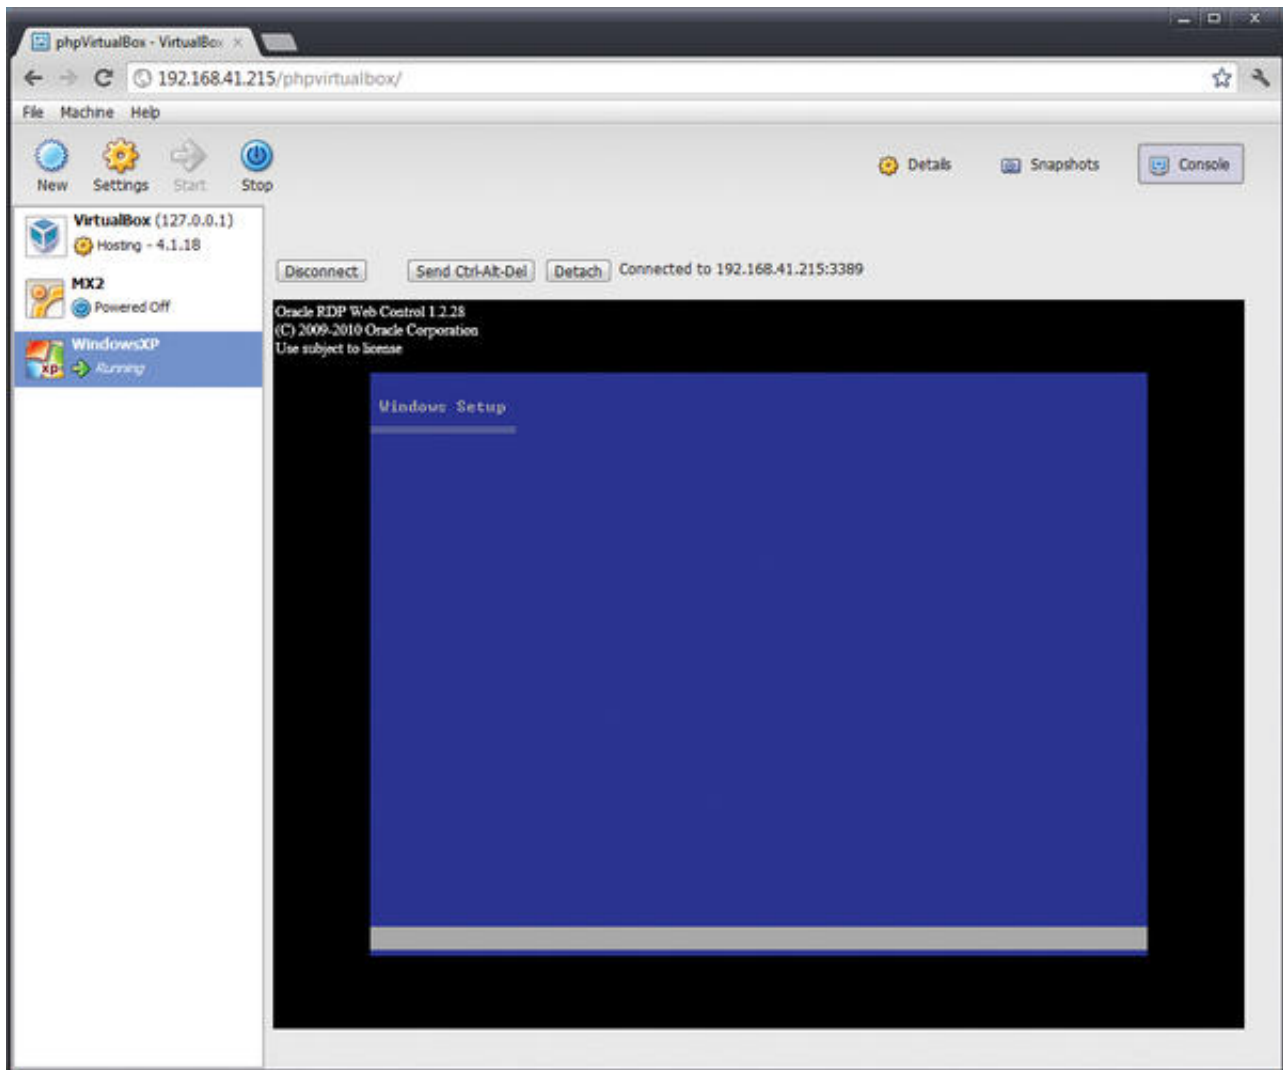 phpVirtualBox - VirtualBox
192.168.41.215/phpvirtualbox/
File Machine Help
New Settings Start Stop
Details Snapshots Console
VirtualBox (127.0.0.1)
Hosting - 4.1.18
MX2
Powered Off
WindowsXP
XP
Running
Disconnect Send Ctrl-Alt-Del Detach Connected to 192.168.41.215:3389
Oracle RDP Web Control 1.2.28
(C) 2009-2010 Oracle Corporation
Use subject to license
Windows Setup